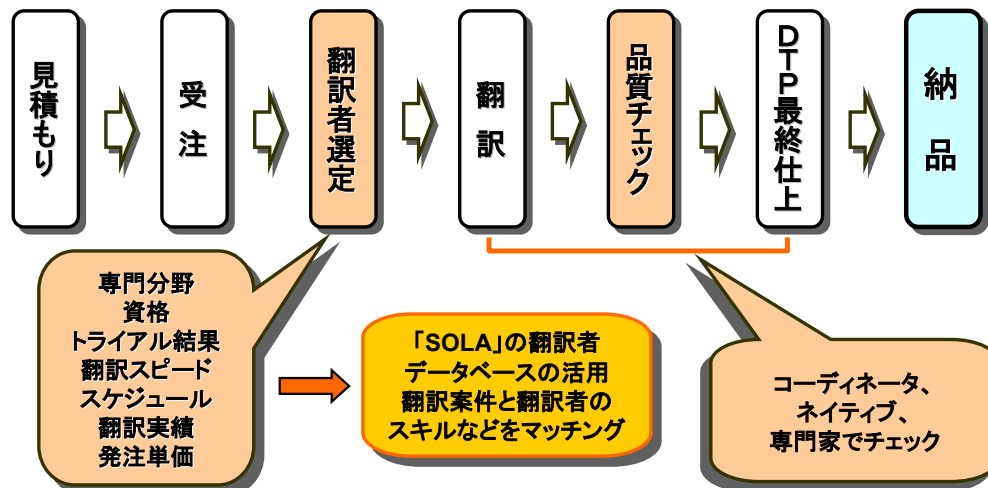 見積もり
受注
翻訳者選定
翻訳
品質チェック
DTP最終仕上
納品
専門分野
資格
トライアル結果
翻訳スピード
スケジュール
翻訳実績
発注単価
「SOLA」の翻訳者
データベースの活用
翻訳案件と翻訳者の
スキルなどをマッチング
コーディネータ、
ネイティブ、
専門家でチェック